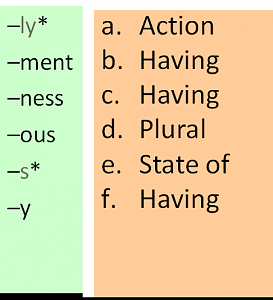 –ly*
–ment
–ness
–ous
–s*
–y
a. Action
b. Having
c. Having
d. Plural
e. State of
f. Having